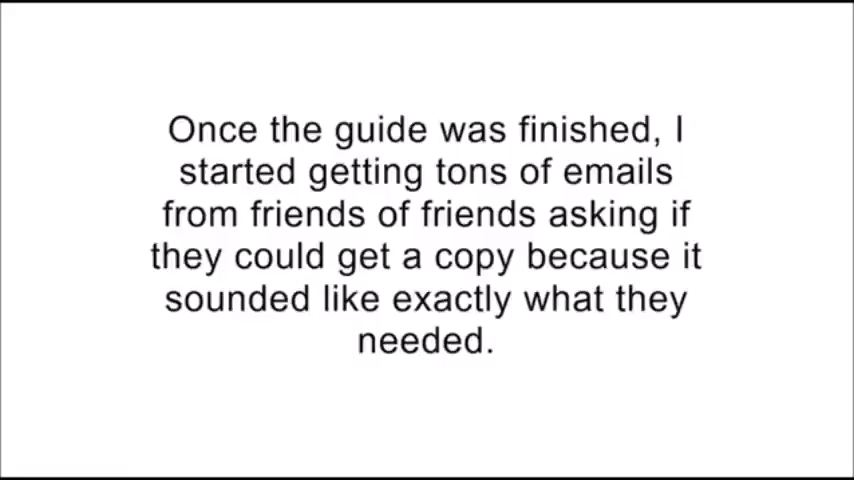 Once the guide was finished, I
started getting tons of emails
from friends of friends asking if
they could get a copy because it
sounded like exactly what they
needed.